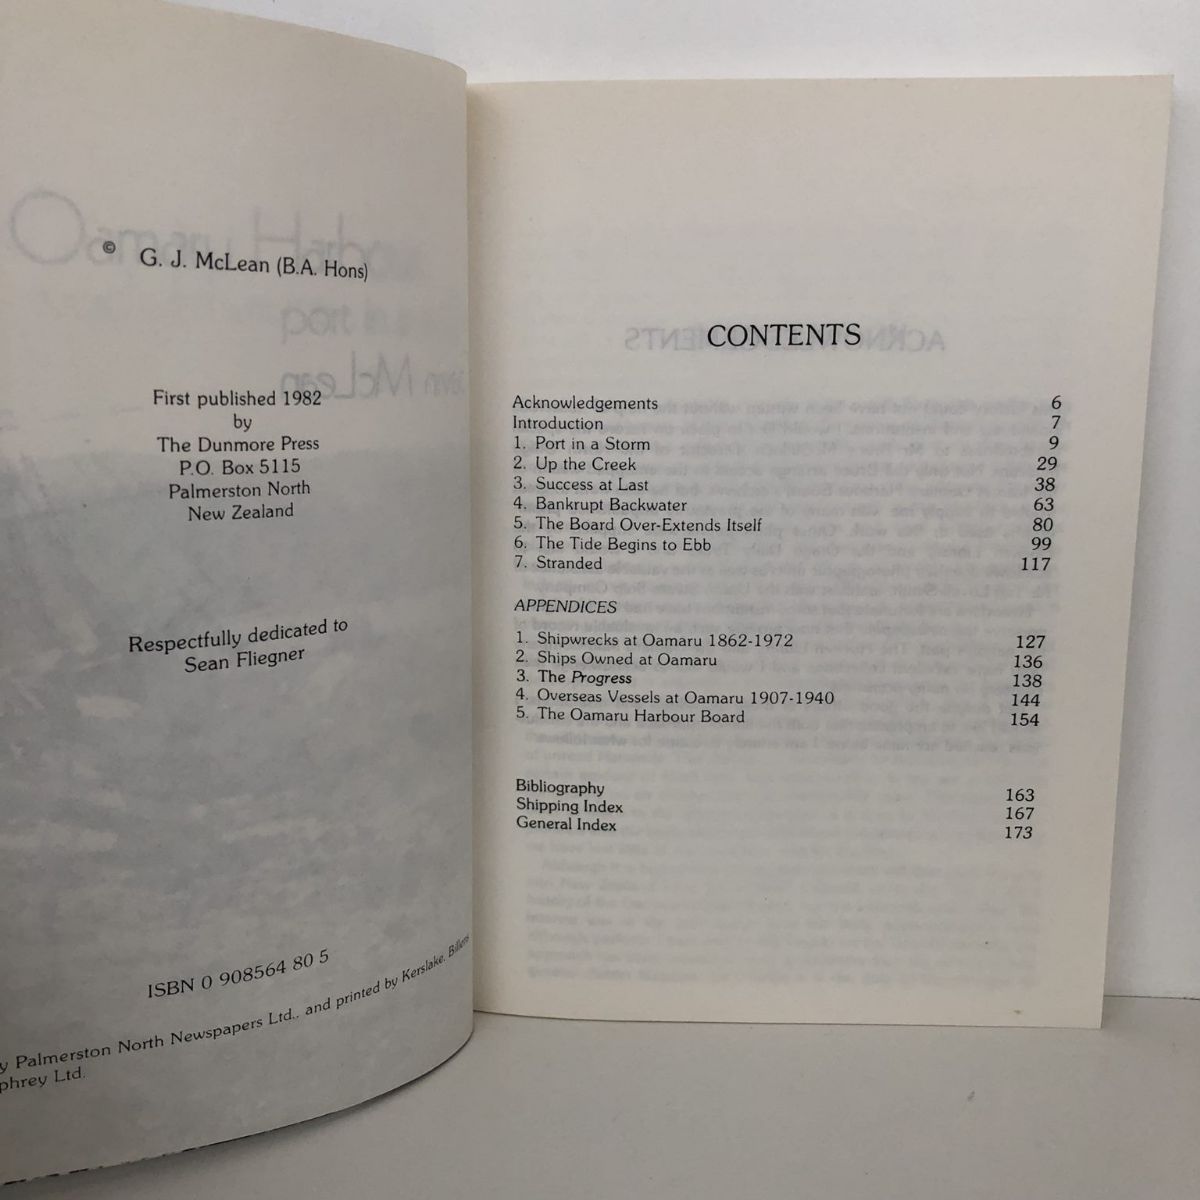 © G. J. McLean (B.A. Hons)
First published 1982
by
The Dunmore Press
P.O. Box 5115
Palmerston North
New Zealand
Respectfully dedicated to
Sean Fliegner
ISBN 0 908564 80 5
y Palmerston North Newspapers Ltd., and printed by Kerslake, Billens
phrey Ltd.
CONTENTS
Acknowledgements 6
Introduction 7
1. Port in a Storm 9
2. Up the Creek 29
3. Success at Last 38
4. Bankrupt Backwater 63
5. The Board Over-Extends Itself 80
6. The Tide Begins to Ebb 99
7. Stranded 117
APPENDICES
1. Shipwrecks at Oamaru 1862-1972 127
2. Ships Owned at Oamaru 136
3. The Progress 138
4. Overseas Vessels at Oamaru 1907-1940 144
5. The Oamaru Harbour Board 154
Bibliography 163
Shipping Index 167
General Index 173